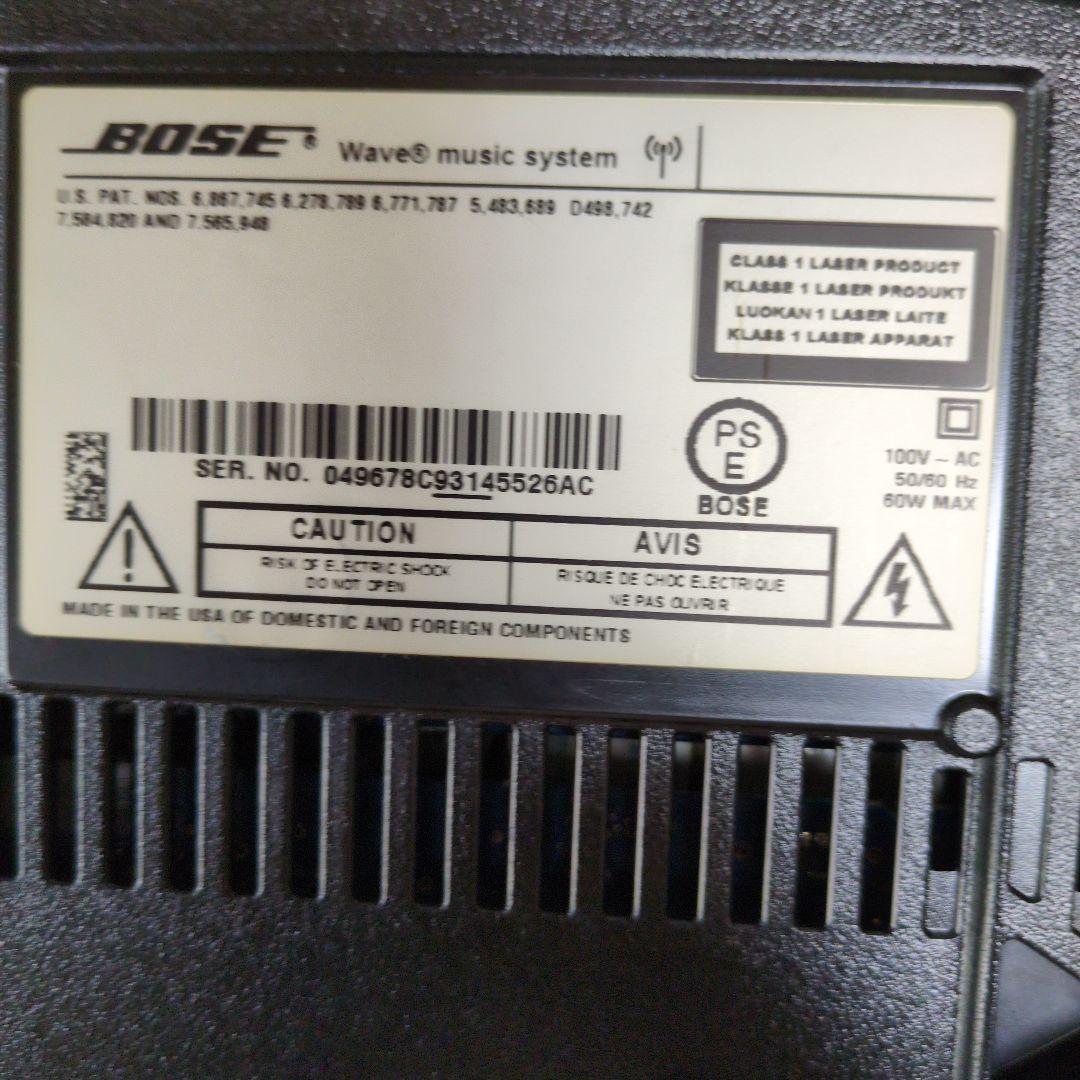 BOSE® Wave® music system
U.S. PAT. NOS. 6,867,745 6,278,789 6,771,787 5,483,689 D498,742
7,584,820 AND 7,565,948
CLASS 1 LASER PRODUCT
KLASSE 1 LASER PRODUKT
LUOKAN 1 LASER LAITE
KLASS 1 LASER APPARAT
SER. NO. 049678C93145526AC
PS
E
BOSE
100V ~ AC
50/60 Hz
60W MAX
CAUTION
RISK OF ELECTRIC SHOCK
DO NOT OPEN
AVIS
RISQUE DE CHOC ELECTRIQUE
NE PAS OUVRIR
MADE IN THE USA OF DOMESTIC AND FOREIGN COMPONENTS